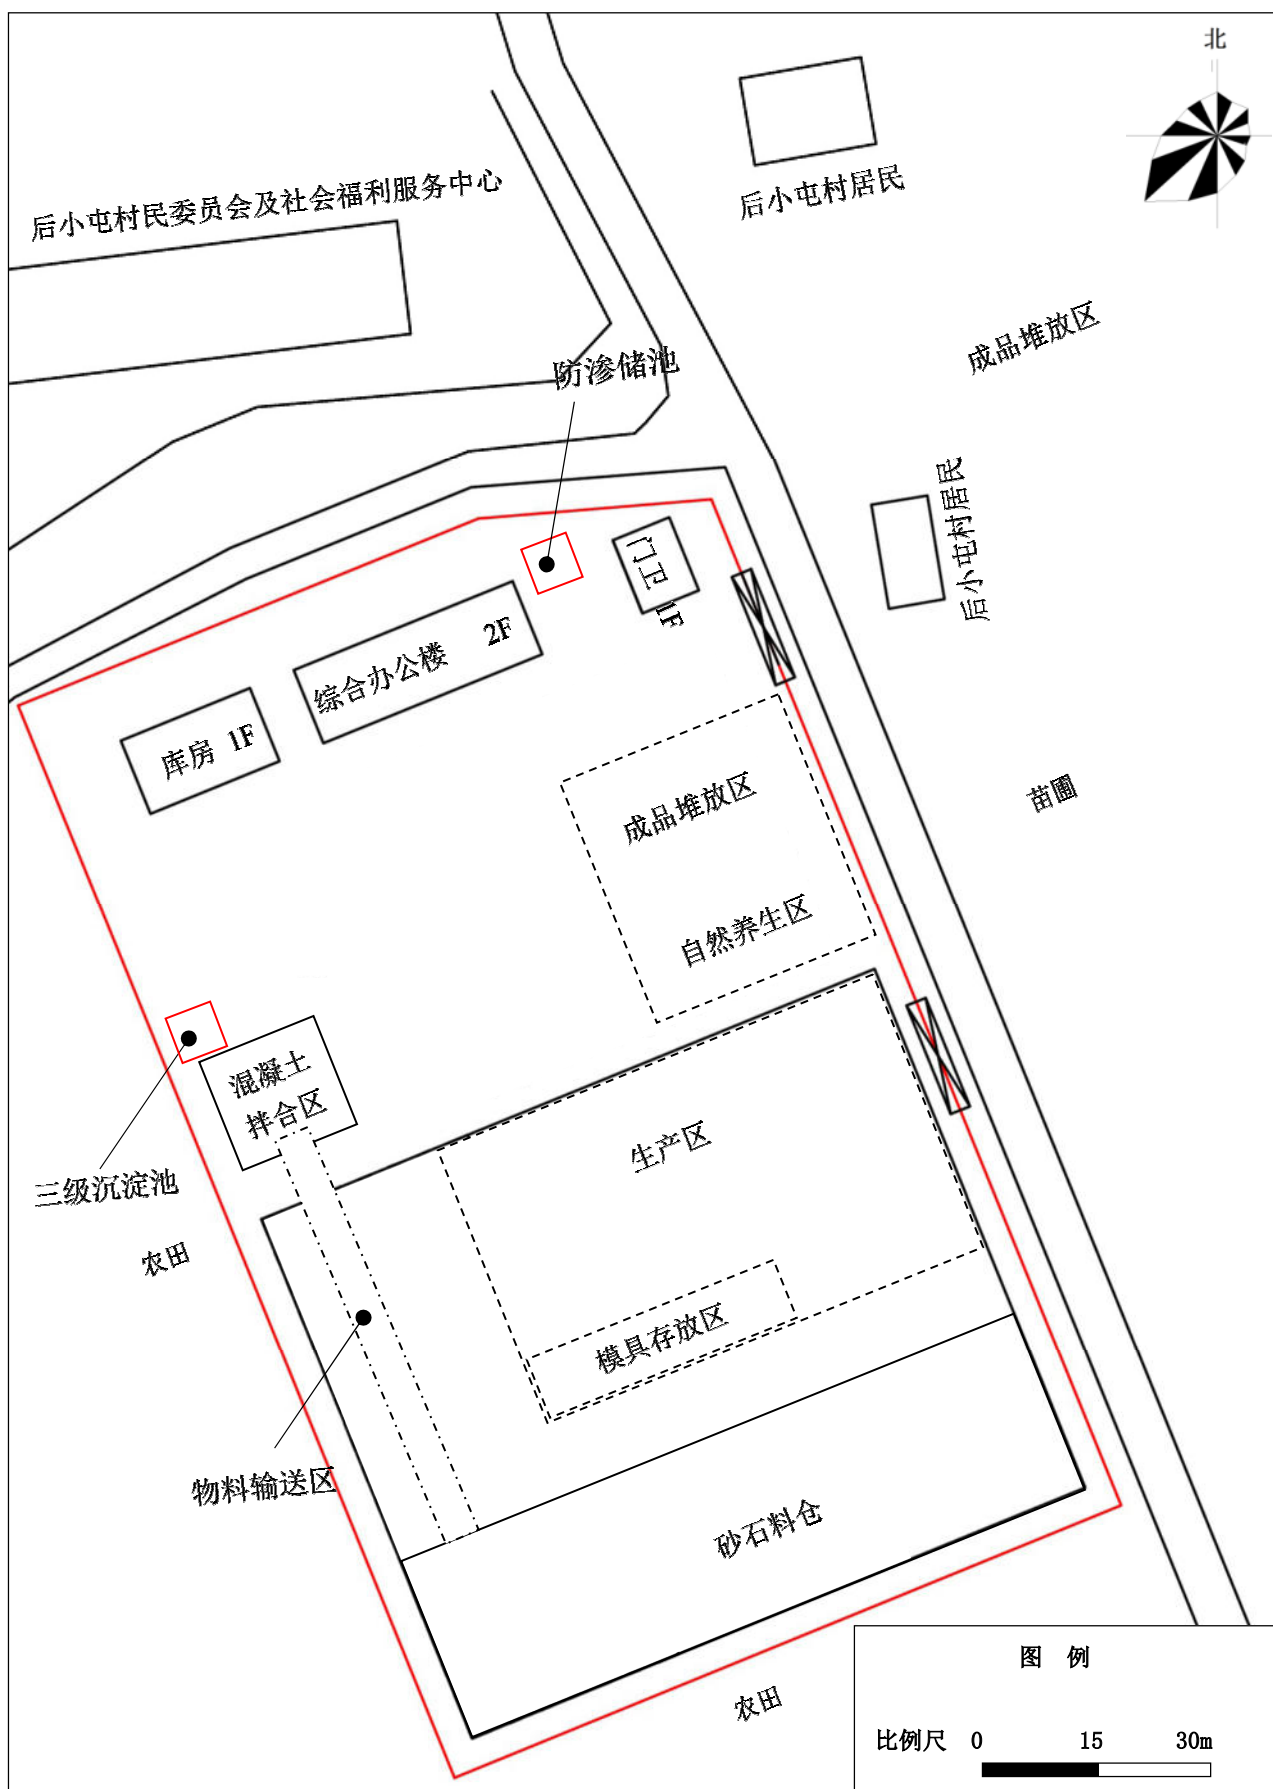 北
后小屯村民委员会及社会福利服务中心
后小屯村居民
成品堆放区
防渗储池
后小屯村居民
门卫 1F
综合办公楼 2F
库房 1F
成品堆放区
苗圃
自然养生区
混凝土
拌合区
生产区
三级沉淀池
农田
模具存放区
物料输送区
砂石料仓
农田
图 例
比例尺 0 15 30m